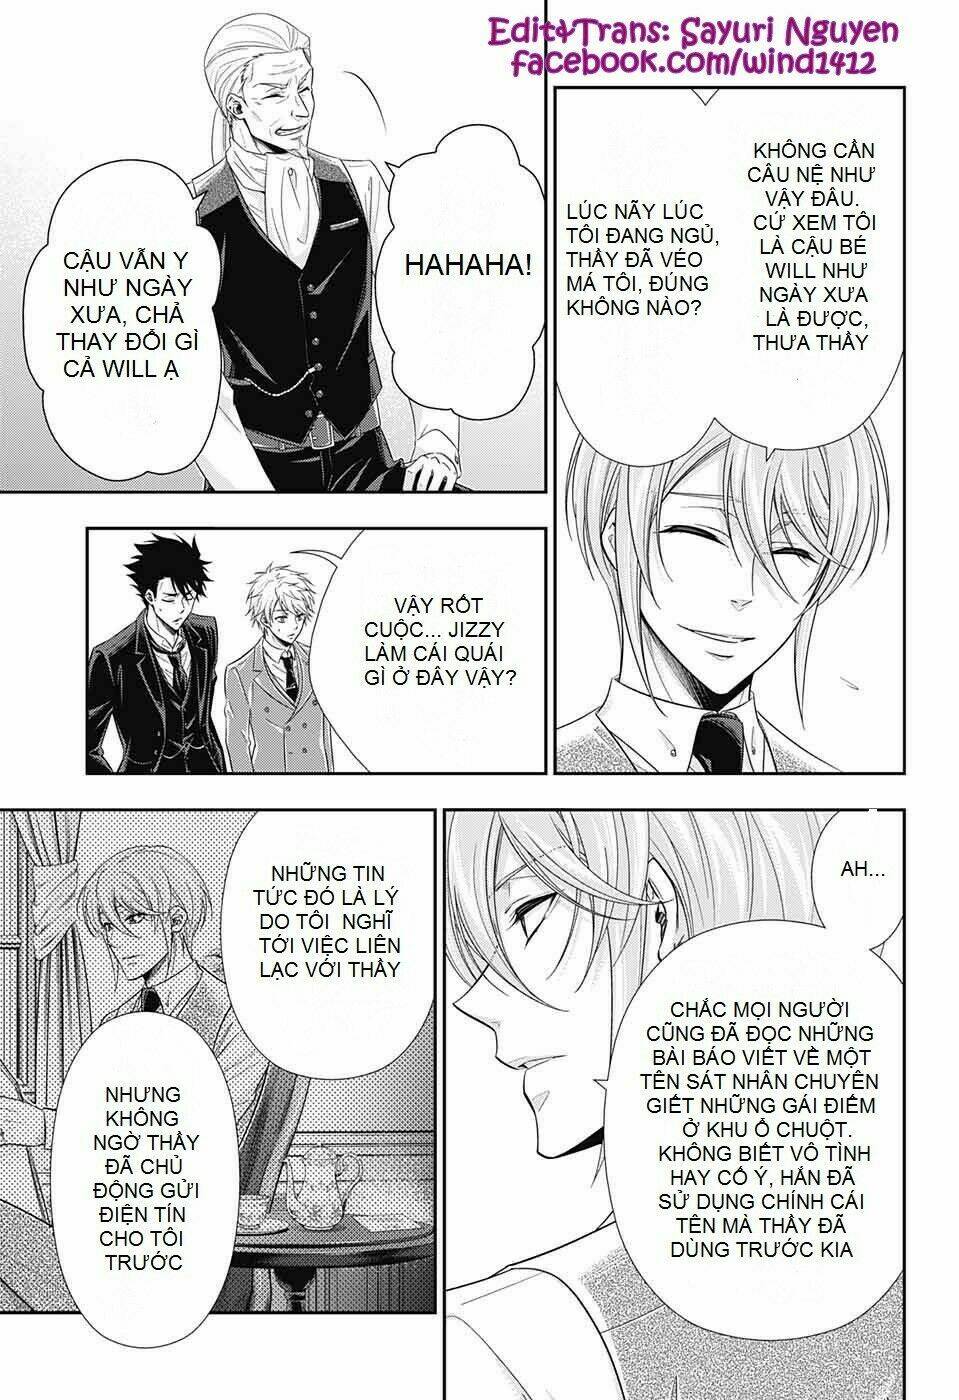 Edit&Trans: Sayuri Nguyen
facebook.com/wind1412
KHÔNG CẦN
CÂU NỆ NHƯ
VẬY ĐÂU.
CỨ XEM TÔI
LÀ CẬU BÉ
WILL NHƯ
NGÀY XƯA
LÀ ĐƯỢC,
THƯA THẦY
LÚC NÃY LÚC
TÔI ĐANG NGỦ,
THẦY ĐÃ VÉO
MÁ TÔI, ĐÚNG
KHÔNG NÀO?
HAHAHA!
CẬU VẪN Y
NHƯ NGÀY
XƯA, CHẢ
THAY ĐỔI GÌ
CẢ WILL Ạ
VẬY RỐT
CUỘC... JIZZY
LÀM CÁI QUÁI
GÌ Ở ĐÂY VẬY?
AH...
CHẮC MỌI NGƯỜI
CŨNG ĐÃ ĐỌC NHỮNG
BÀI BÁO VIẾT VỀ MỘT
TÊN SÁT NHÂN CHUYÊN
GIẾT NHỮNG GÁI ĐIẾM
Ở KHU Ổ CHUỘT.
KHÔNG BIẾT VÔ TÌNH
HAY CỐ Ý, HẮN ĐÃ
SỬ DỤNG CHÍNH CÁI
TÊN MÀ THẦY ĐÃ
DÙNG TRƯỚC KIA
NHỮNG TIN
TỨC ĐÓ LÀ LÝ
DO TÔI NGHĨ
TỚI VIỆC LIÊN
LẠC VỚI THẦY
NHƯNG
KHÔNG
NGỜ THẦY
ĐÃ CHỦ
ĐỘNG GỬI
ĐIỆN TÍN
CHO TÔI
TRƯỚC